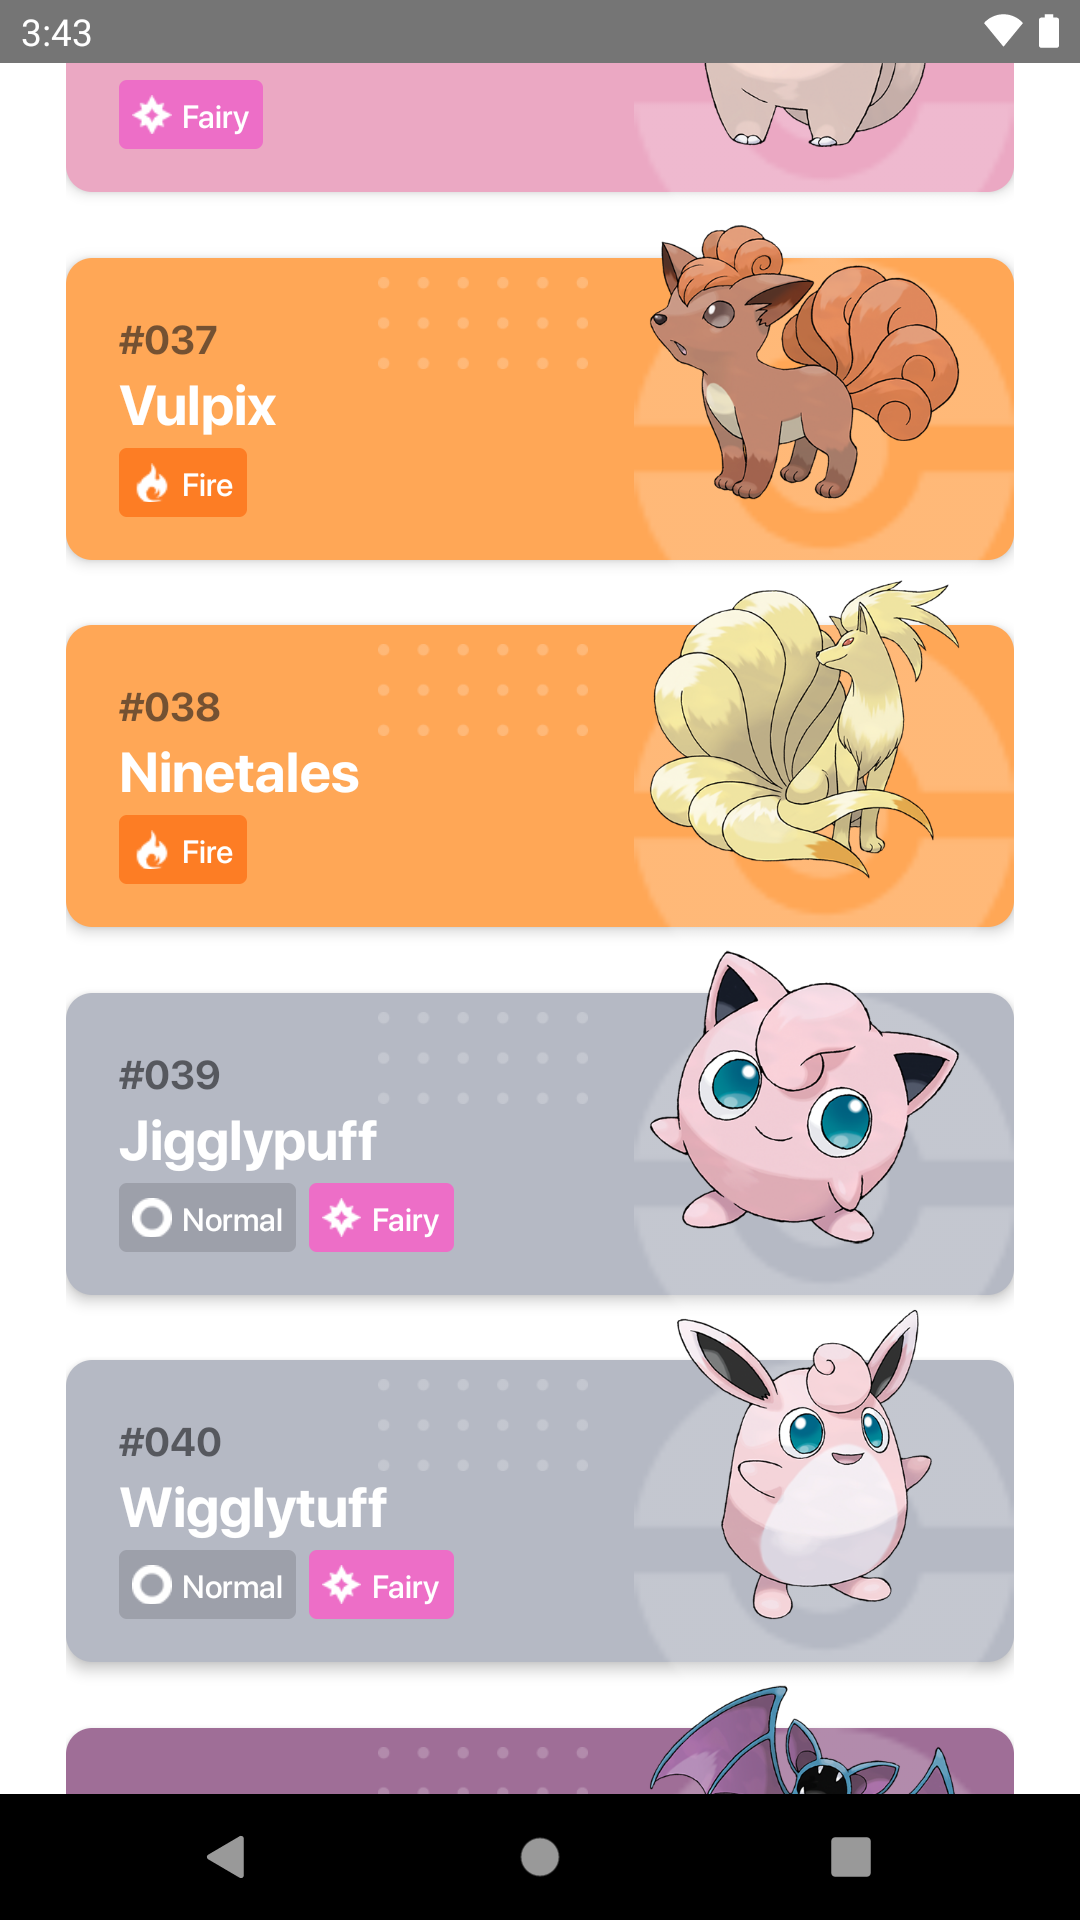 3:43
Fairy
#037
Vulpix
Fire
#038
Ninetales
Fire
#039
Jigglypuff
Normal Fairy
#040
Wigglytuff
Normal Fairy